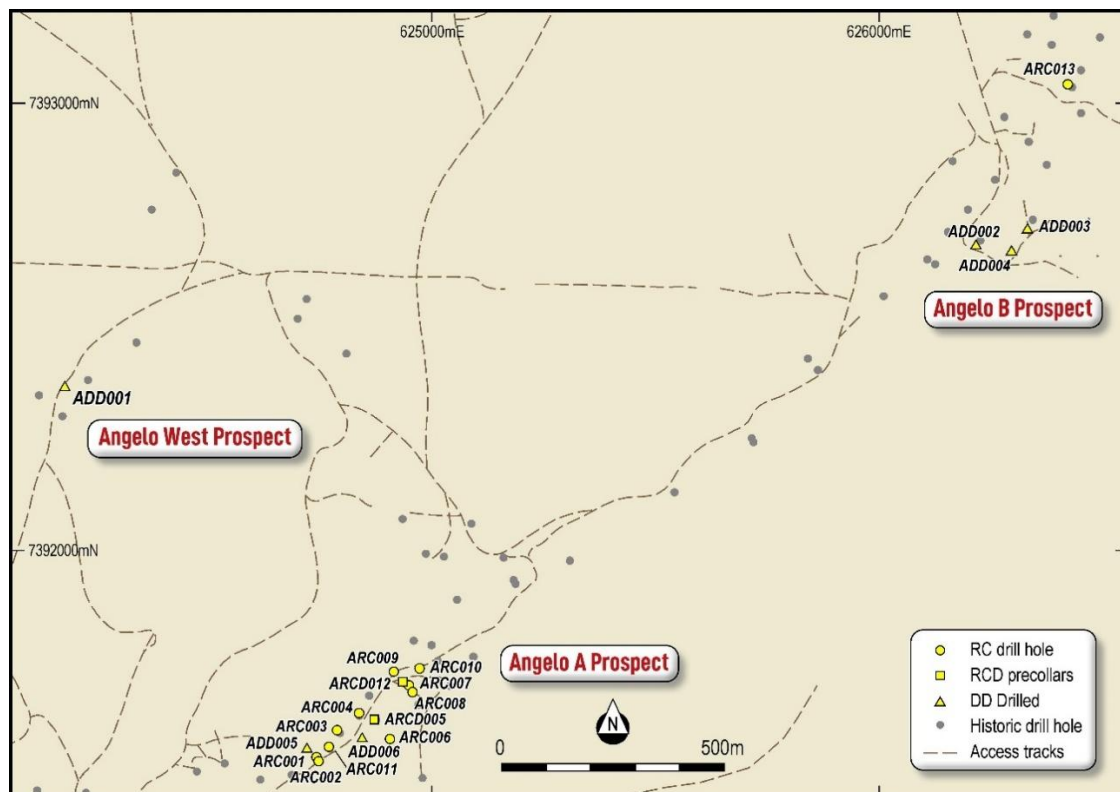 625000mE
626000mE
ARC013
7393000mN
ADD002
ADD003
ADD004
Angelo B Prospect
ADD001
Angelo West Prospect
7392000mN
ARC009
ARC010
Angelo A Prospect
ARCD012
ARC007
ARC008
ARC004
ARCD005
ARC003
ARC006
ADD005
ADD006
ARC001
ARC011
ARC002
N
0
500m
RC drill hole
RCD precollars
DD Drilled
Historic drill hole
Access tracks